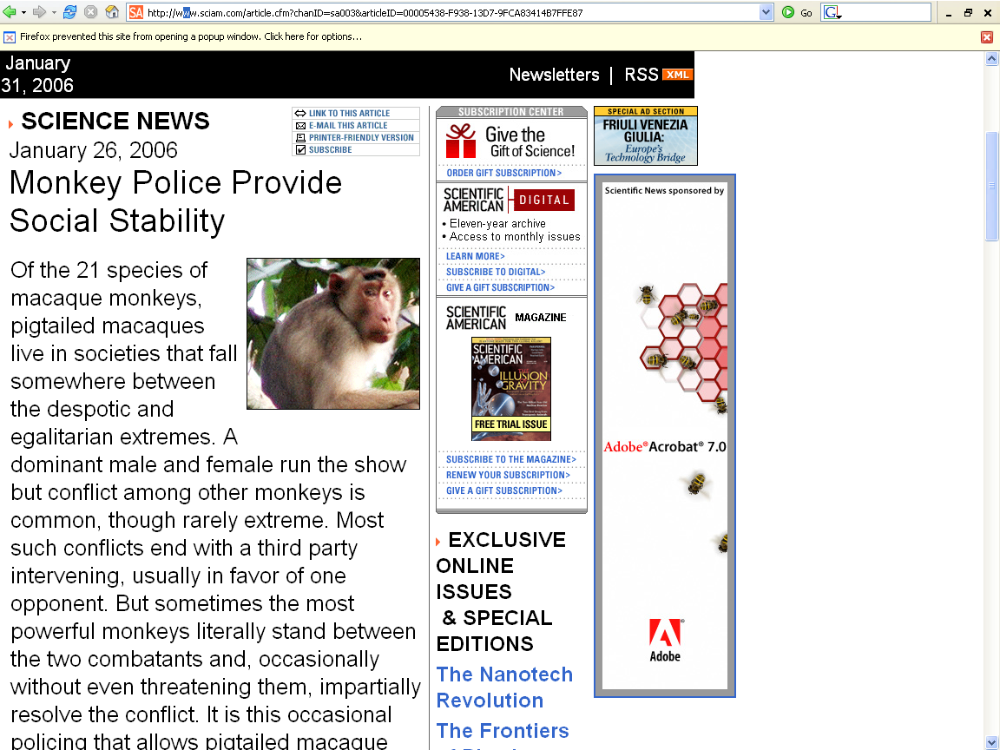 http://www.sciam.com/article.cfm?chanID=sa003&articleID=00005438-F938-13D7-9FCA83414B7FFE87
Go
G
Firefox prevented this site from opening a popup window. Click here for options...
January
31, 2006
Newsletters | RSS XML
SCIENCE NEWS
January 26, 2006
Monkey Police Provide
Social Stability
LINK TO THIS ARTICLE
E-MAIL THIS ARTICLE
PRINTER-FRIENDLY VERSION
SUBSCRIBE
Of the 21 species of
macaque monkeys,
pigtailed macaques
live in societies that fall
somewhere between
the despotic and
egalitarian extremes. A
dominant male and female run the show
but conflict among other monkeys is
common, though rarely extreme. Most
such conflicts end with a third party
intervening, usually in favor of one
opponent. But sometimes the most
powerful monkeys literally stand between
the two combatants and, occasionally
without even threatening them, impartially
resolve the conflict. It is this occasional
policing that allows pigtailed macaque
SUBSCRIPTION CENTER
Give the
Gift of Science!
ORDER GIFT SUBSCRIPTION>
SCIENTIFIC
AMERICAN
DIGITAL
• Eleven-year archive
• Access to monthly issues
LEARN MORE>
SUBSCRIBE TO DIGITAL>
GIVE A GIFT SUBSCRIPTION>
SCIENTIFIC
AMERICAN
MAGAZINE
SCIENTIFIC
AMERICAN
THE
ILLUSION
OF
GRAVITY
FREE TRIAL ISSUE
SUBSCRIBE TO THE MAGAZINE>
RENEW YOUR SUBSCRIPTION>
GIVE A GIFT SUBSCRIPTION>
EXCLUSIVE
ONLINE
ISSUES
& SPECIAL
EDITIONS
The Nanotech
Revolution
The Frontiers
SPECIAL AD SECTION
FRIULI VENEZIA
GIULIA:
Europe's
Technology Bridge
Scientific News sponsored by
Adobe® Acrobat® 7.0
Adobe